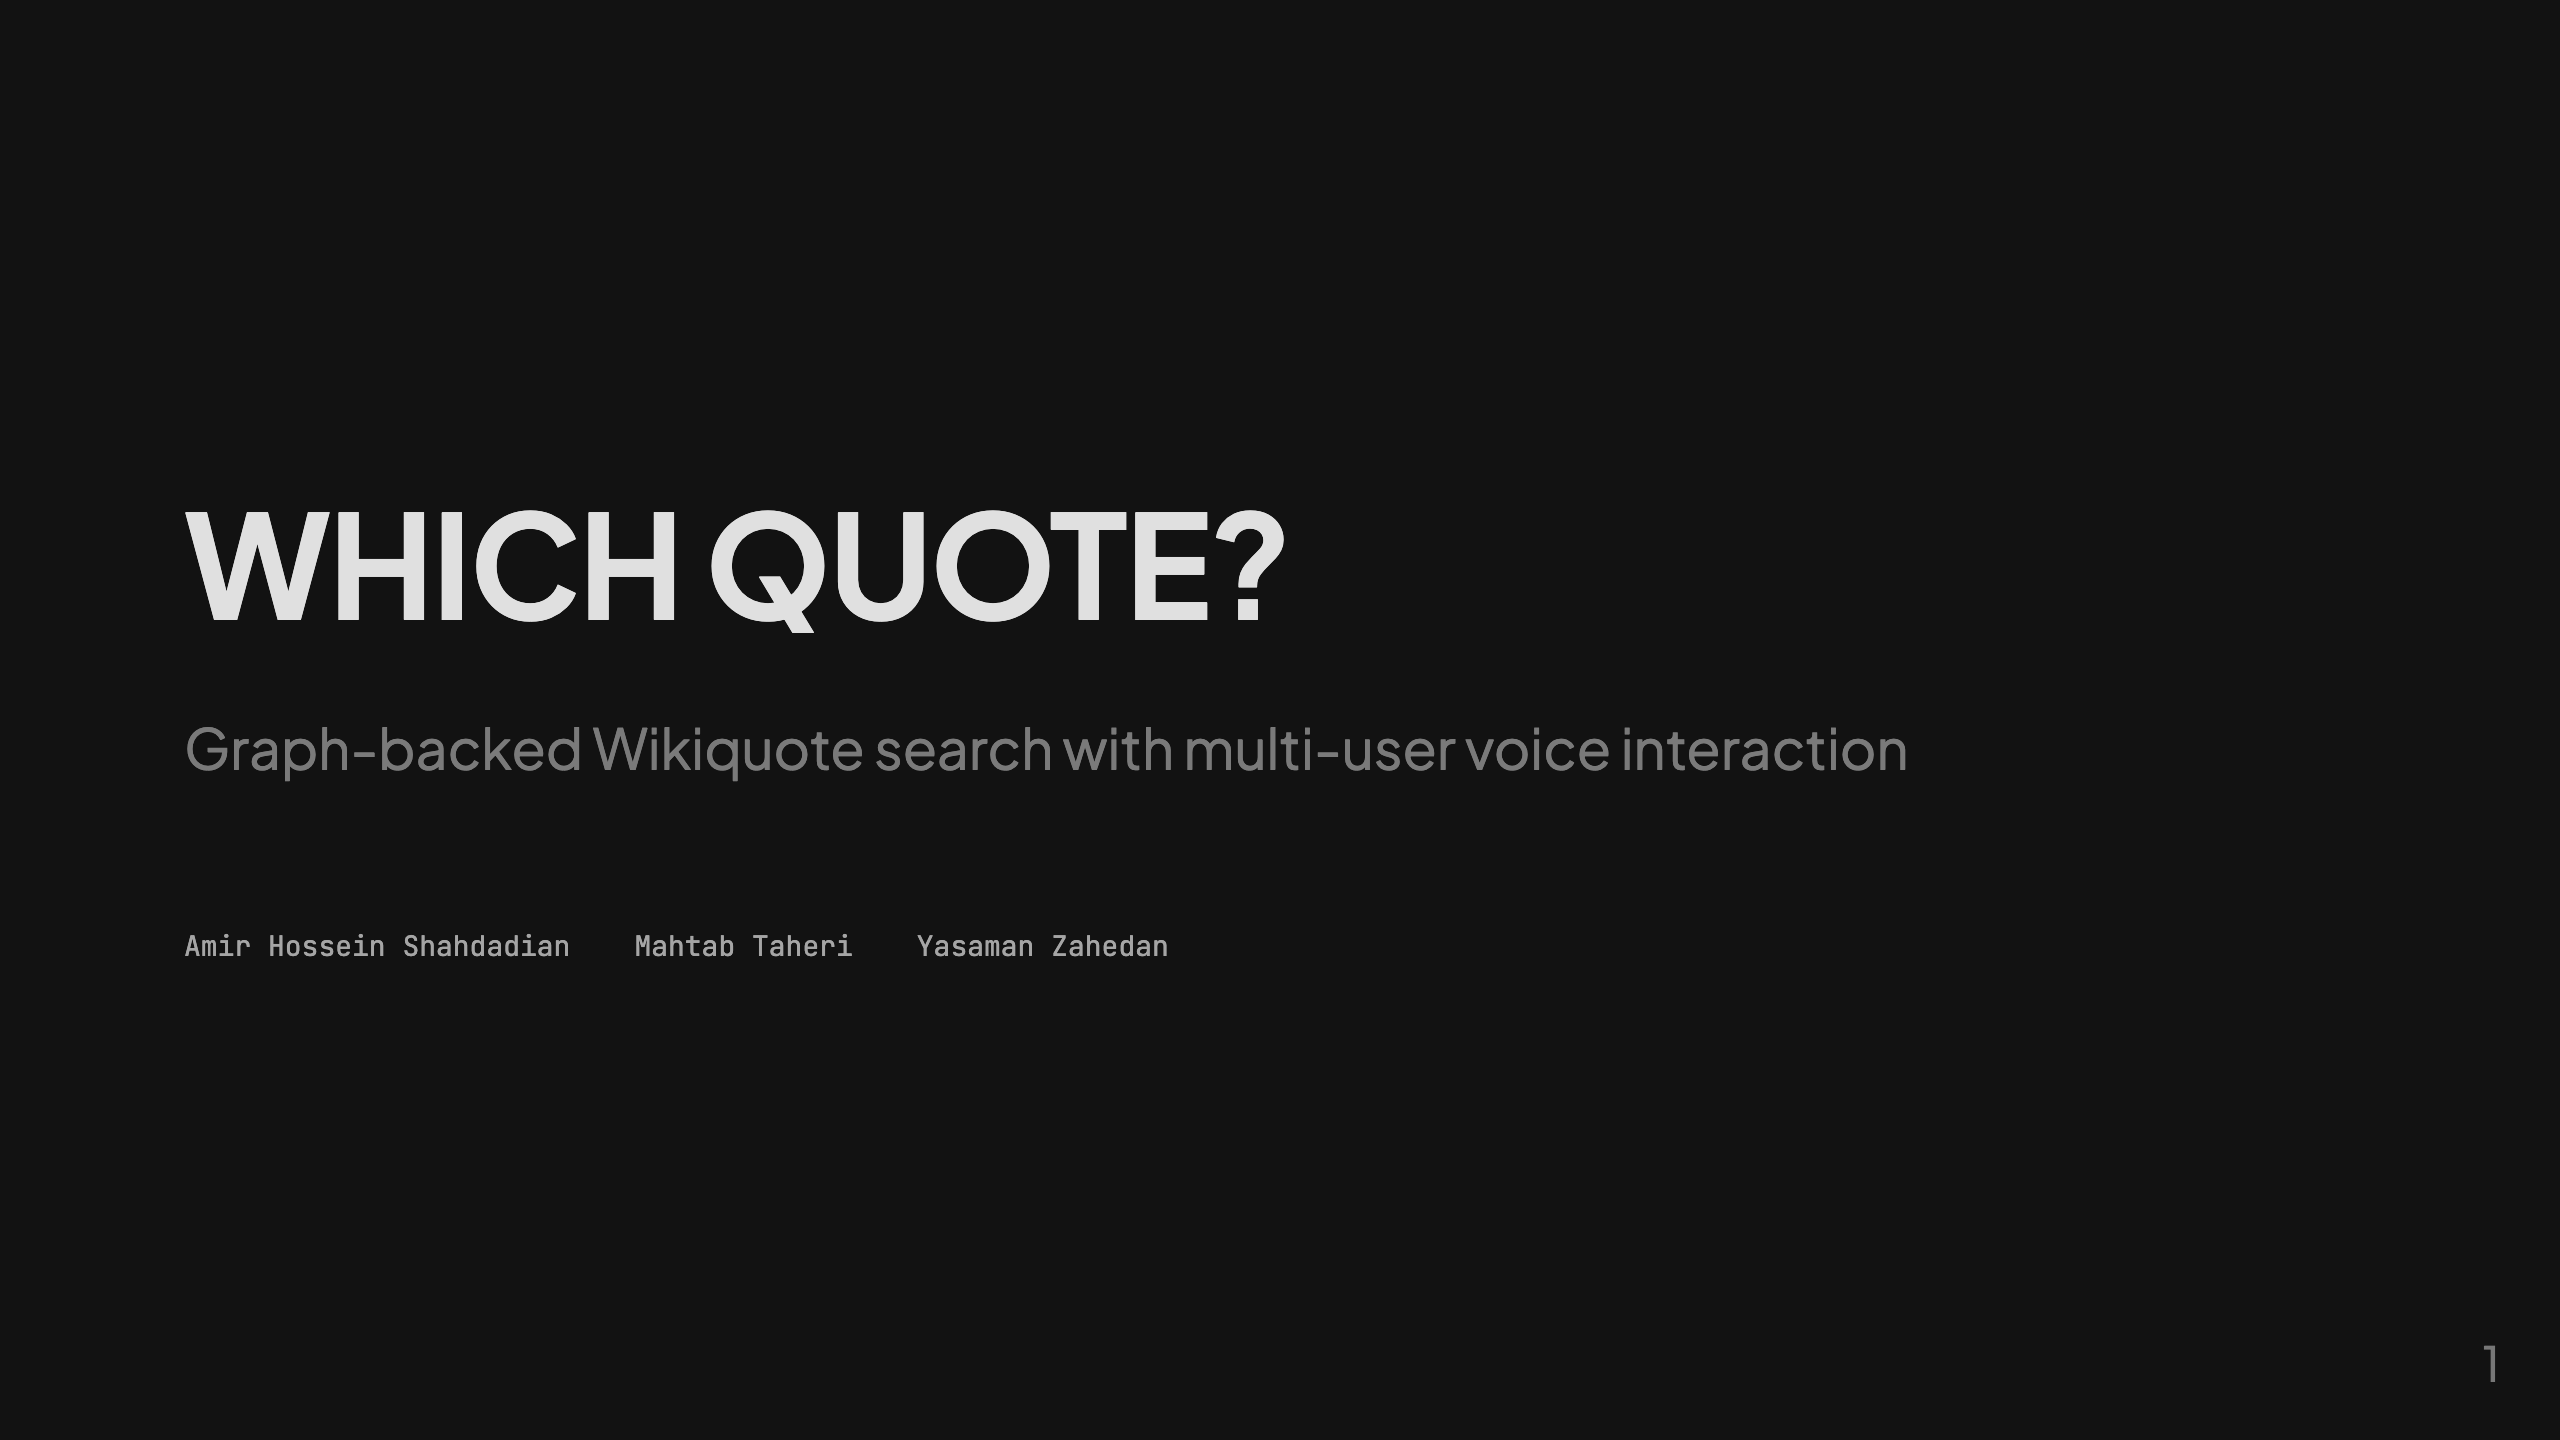 WHICH QUOTE?
Graph-backed Wikiquote search with multi-user voice interaction
Amir Hossein Shahdadian Mahtab Taheri Yasaman Zahedan
1